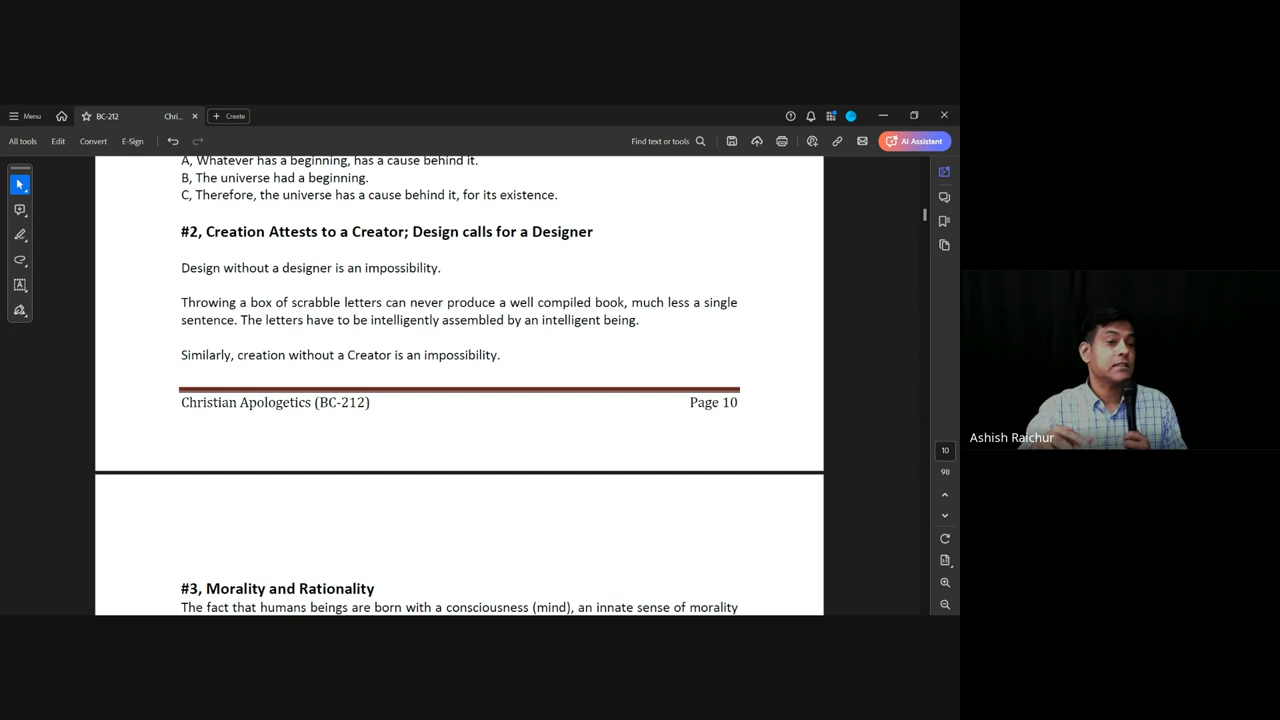 Menu
BC-212
Chri...
Create
All tools
Edit
Convert
E-Sign
Find text or tools
AI Assistant
A, Whatever has a beginning, has a cause behind it.
B, The universe had a beginning.
C, Therefore, the universe has a cause behind it, for its existence.
#2, Creation Attests to a Creator; Design calls for a Designer
Design without a designer is an impossibility.
Throwing a box of scrabble letters can never produce a well compiled book, much less a single
sentence. The letters have to be intelligently assembled by an intelligent being.
Similarly, creation without a Creator is an impossibility.
Christian Apologetics (BC-212)
Page 10
#3, Morality and Rationality
The fact that humans beings are born with a consciousness (mind), an innate sense of morality
10
98
Ashish Raichur